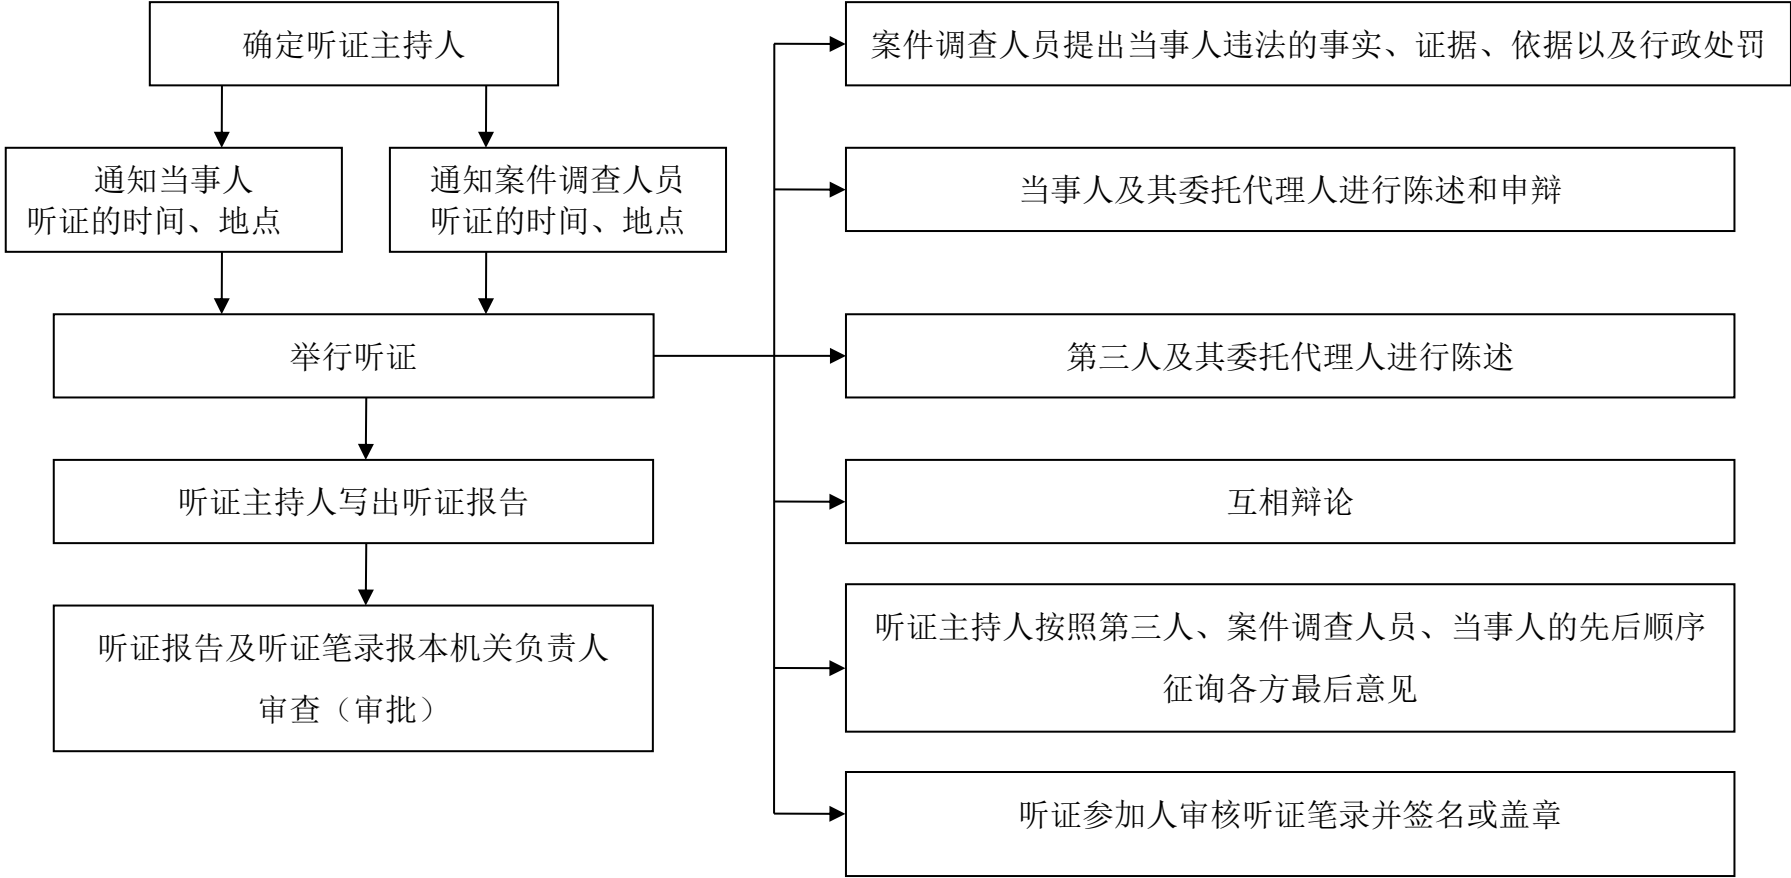 确定听证主持人
通知当事人
听证的时间、地点
通知案件调查人员
听证的时间、地点
举行听证
听证主持人写出听证报告
听证报告及听证笔录报本机关负责人
审查（审批）
案件调查人员提出当事人违法的事实、证据、依据以及行政处罚
当事人及其委托代理人进行陈述和申辩
第三人及其委托代理人进行陈述
互相辩论
听证主持人按照第三人、案件调查人员、当事人的先后顺序
征询各方最后意见
听证参加人审核听证笔录并签名或盖章